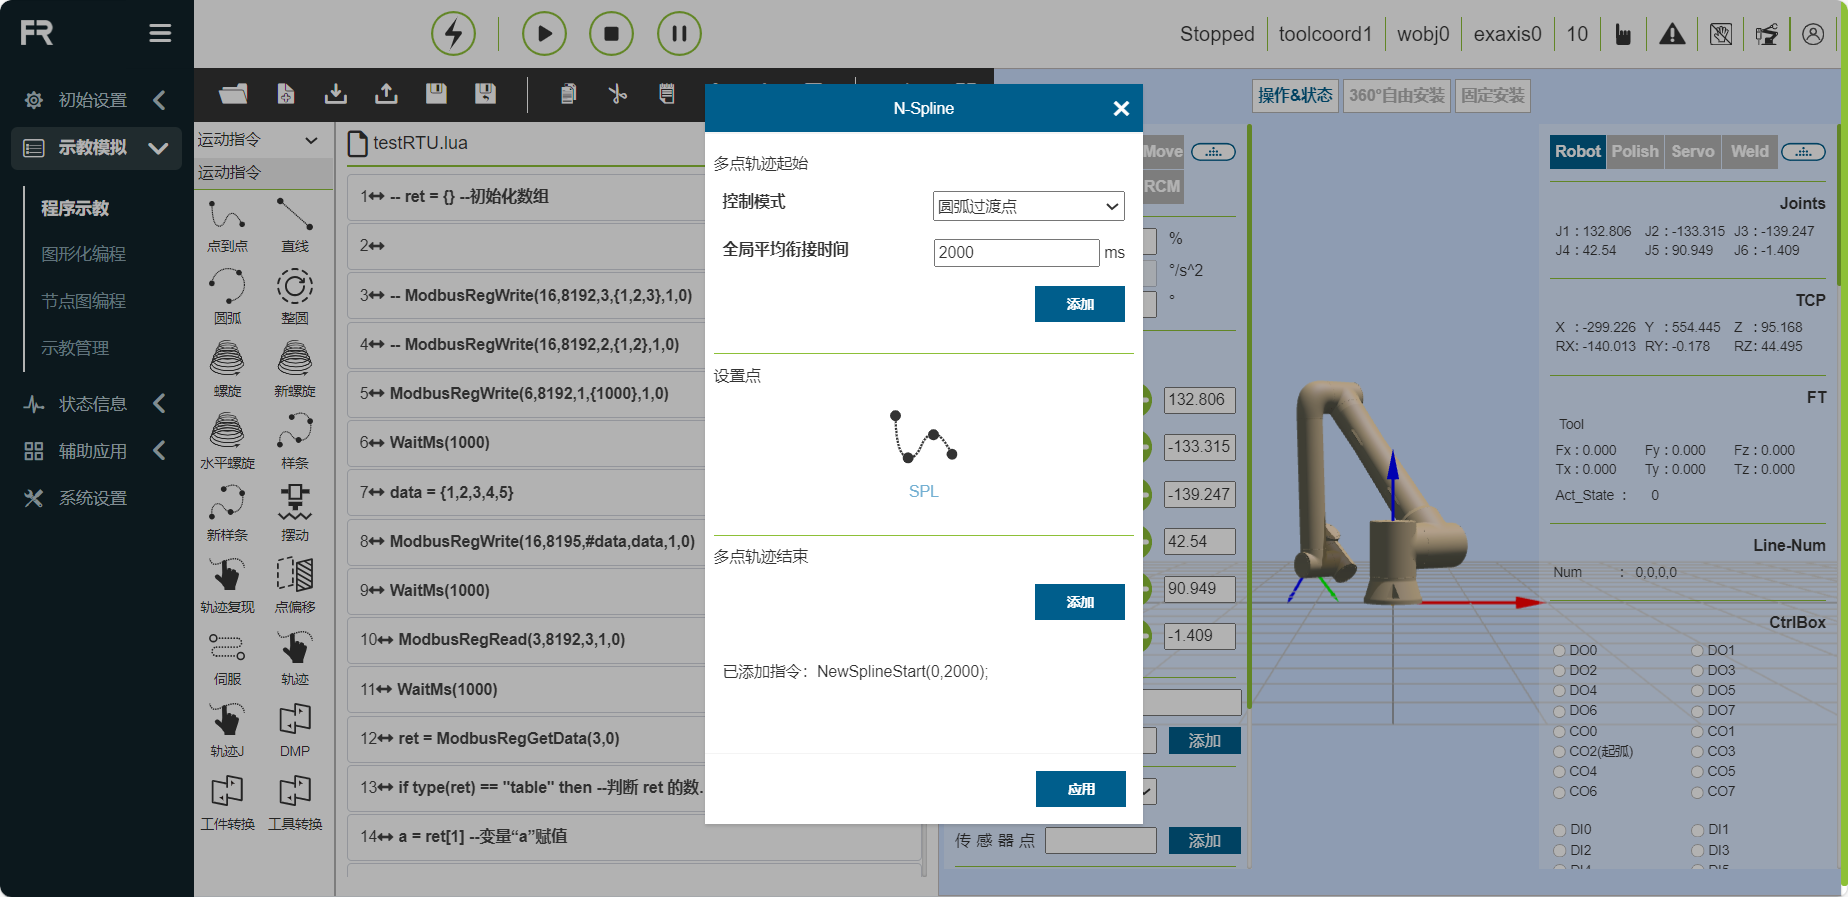 FR
Stopped
toolcoord1
wobj0
exaxis0
10
初始设置
示教模拟
程序示教
图形化编程
节点图编程
示教管理
状态信息
辅助应用
系统设置
运动指令
运动指令
点到点
直线
圆弧
整圆
螺旋
新螺旋
水平螺旋
样条
新样条
摆动
轨迹复现
点偏移
伺服
轨迹
轨迹J
DMP
工件转换
工具转换
testRTU.lua
1 -- ret = {} --初始化数组
2
3 -- ModbusRegWrite(16,8192,3,{1,2,3},1,0)
4 -- ModbusRegWrite(16,8192,2,{1,2},1,0)
5 ModbusRegWrite(6,8192,1,{1000},1,0)
6 WaitMs(1000)
7 data = {1,2,3,4,5}
8 ModbusRegWrite(16,8195,#data,data,1,0)
9 WaitMs(1000)
10 ModbusRegRead(3,8192,3,1,0)
11 WaitMs(1000)
12 ret = ModbusRegGetData(3,0)
13 if type(ret) == "table" then --判断 ret 的数.
14 a = ret[1] --变量“a”赋值
N-Spline
多点轨迹起始
控制模式
圆弧过渡点
全局平均衔接时间
2000
ms
添加
设置点
SPL
多点轨迹结束
添加
已添加指令：NewSplineStart(0,2000);
应用
Move
RCM
%
°/s^2
°
132.806
-133.315
-139.247
42.54
90.949
-1.409
添加
传感器点
添加
操作&状态
360°自由安装
固定安装
Robot
Polish
Servo
Weld
Joints
J1 : 132.806 J2 : -133.315 J3 : -139.247
J4 : 42.54 J5 : 90.949 J6 : -1.409
TCP
X : -299.226 Y : 554.445 Z : 95.168
RX: -140.013 RY: -0.178 RZ: 44.495
FT
Tool
Fx : 0.000 Fy : 0.000 Fz : 0.000
Tx : 0.000 Ty : 0.000 Tz : 0.000
Act_State : 0
Line-Num
Num : 0,0,0,0
CtrlBox
DO0 DO1
DO2 DO3
DO4 DO5
DO6 DO7
CO0 CO1
CO2(起弧) CO3
CO4 CO5
CO6 CO7
DI0 DI1
DI2 DI3
DI4 DI5